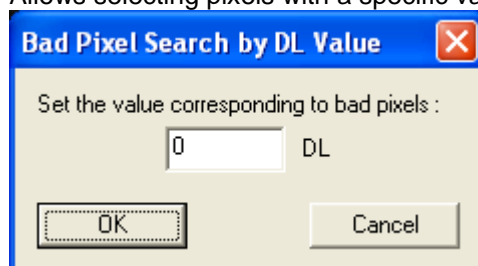 Allows selecting pixels with a specific va
Bad Pixel Search by DL Value
Set the value corresponding to bad pixels :
0 DL
OK Cancel